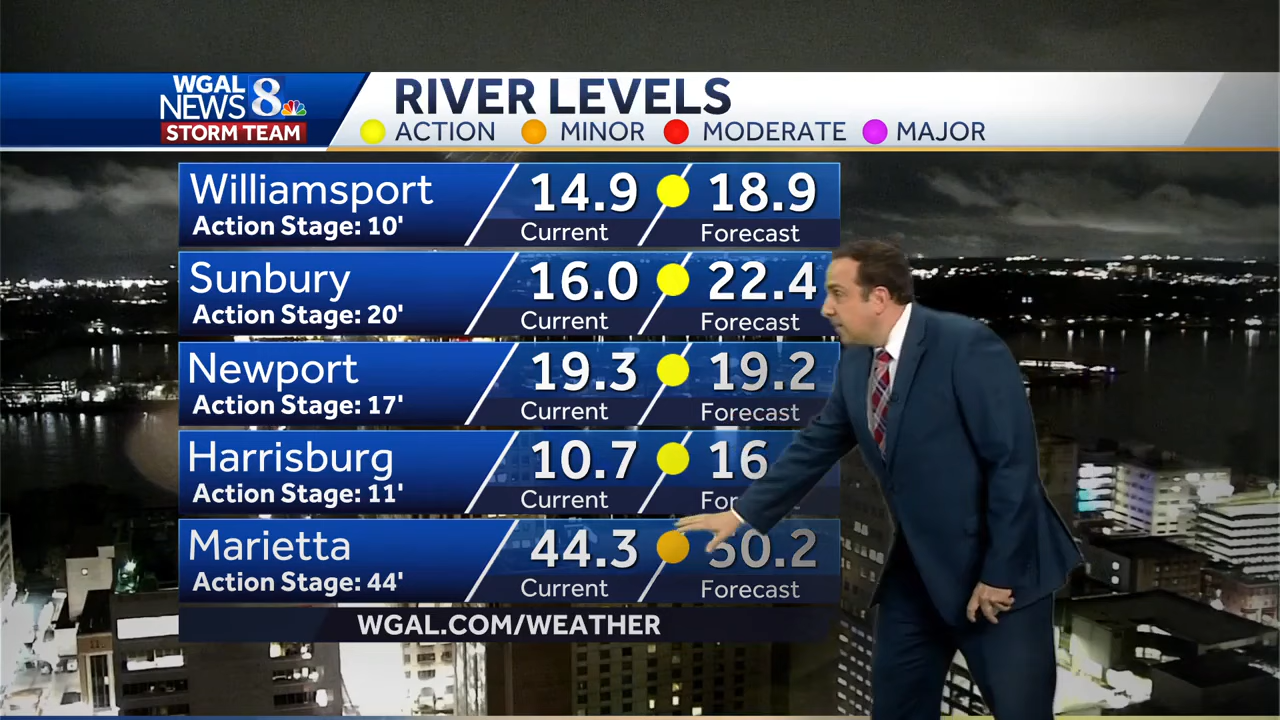 WGAL
NEWS 8
STORM TEAM
RIVER LEVELS
ACTION MINOR MODERATE MAJOR
Williamsport 14.9 18.9
Action Stage: 10' Current Forecast
Sunbury 16.0 22.4
Action Stage: 20' Current Forecast
Newport 19.3 19.2
Action Stage: 17' Current Forecast
Harrisburg 10.7 16
Action Stage: 11' Current
Marietta 44.3 50.2
Action Stage: 44' Current Forecast
WGAL.COM/WEATHER